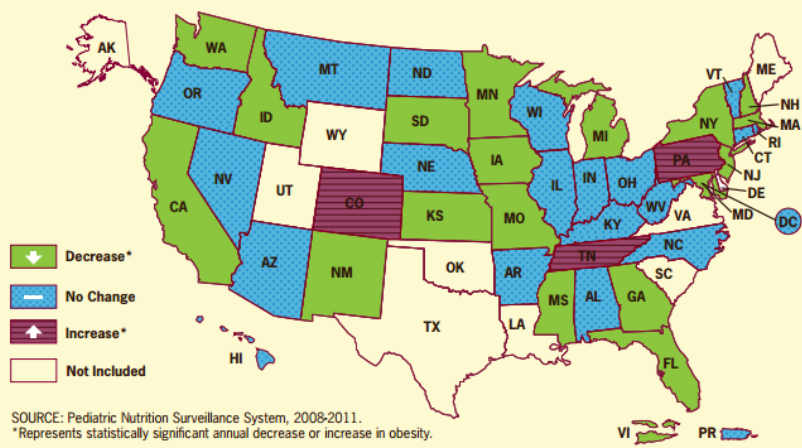 AK
WA
MT
ND
VT
ME
OR
MN
NH
ID
WI
NY
MA
SD
MI
RI
WY
CT
PA
IA
NJ
NE
NV
OH
DE
UT
IL
IN
CA
CO
WV
MD
KS
MO
VA
DC
KY
NC
TN
AZ
OK
NM
AR
SC
MS
AL
GA
TX
LA
HI
FL
Decrease*
No Change
Increase*
Not Included
SOURCE: Pediatric Nutrition Surveillance System, 2008-2011.
*Represents statistically significant annual decrease or increase in obesity.
VI
PR